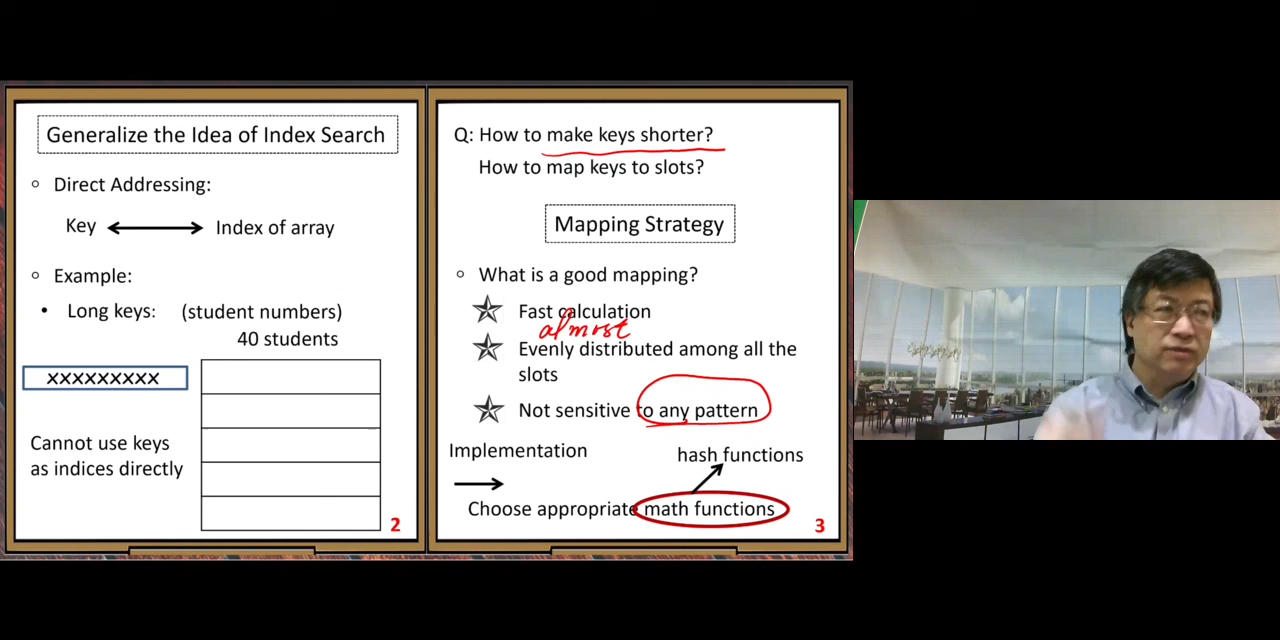 Generalize the Idea of Index Search
Direct Addressing:
Key
Index of array
Example:
Long keys: (student numbers)
40 students
xxxxxxxxx
Cannot use keys
as indices directly
2
Q: How to make keys shorter?
How to map keys to slots?
Mapping Strategy
What is a good mapping?
Fast calculation
almost
Evenly distributed among all the
slots
Not sensitive to any pattern
Implementation
hash functions
Choose appropriate math functions
3